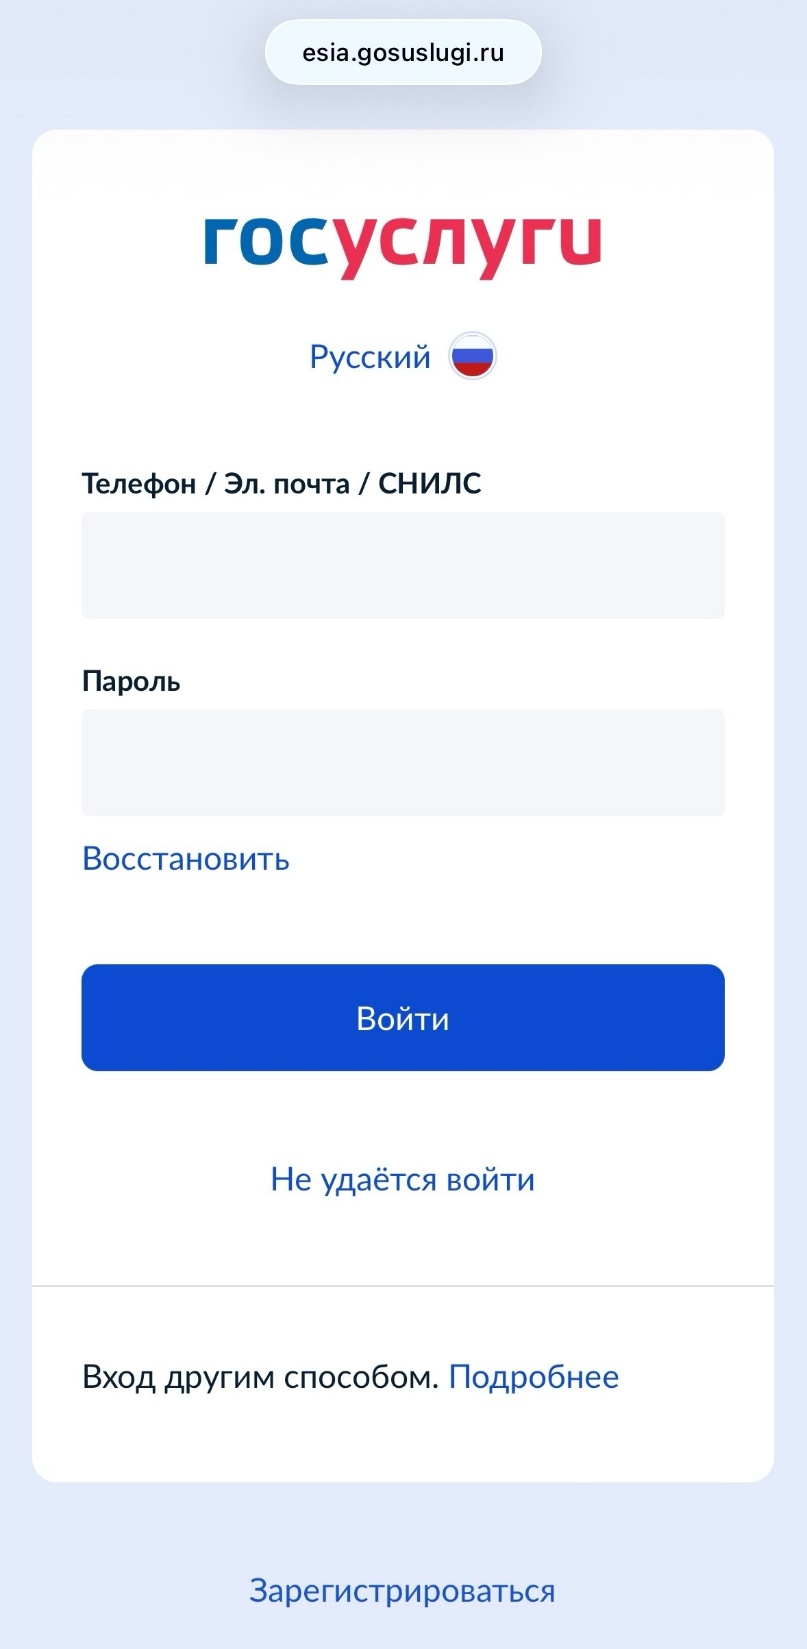 esia.gosuslugi.ru
госуслуги
Русский
Телефон / Эл. почта / СНИЛС
Пароль
Восстановить
Войти
Не удаётся войти
Вход другим способом. Подробнее
Зарегистрироваться